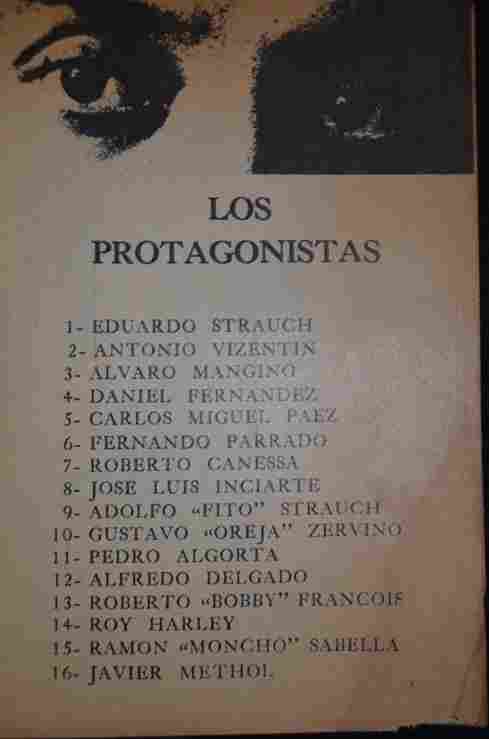 LOS
PROTAGONISTAS
1- EDUARDO STRAUCH
2- ANTONIO VIZENTIN
3- ALVARO MANGINO
4- DANIEL FERNANDEZ
5- CARLOS MIGUEL PAEZ
6- FERNANDO PARRADO
7- ROBERTO CANESSA
8- JOSE LUIS INCIARTE
9- ADOLFO «FITO” STRAUCH
10- GUSTAVO «OREJA” ZERVINO
11- PEDRO ALGORTA
12- ALFREDO DELGADO
13- ROBERTO «BOBBY” FRANCOIS
14- ROY HARLEY
15- RAMON «MONCHO” SABELLA
16- JAVIER METHOL